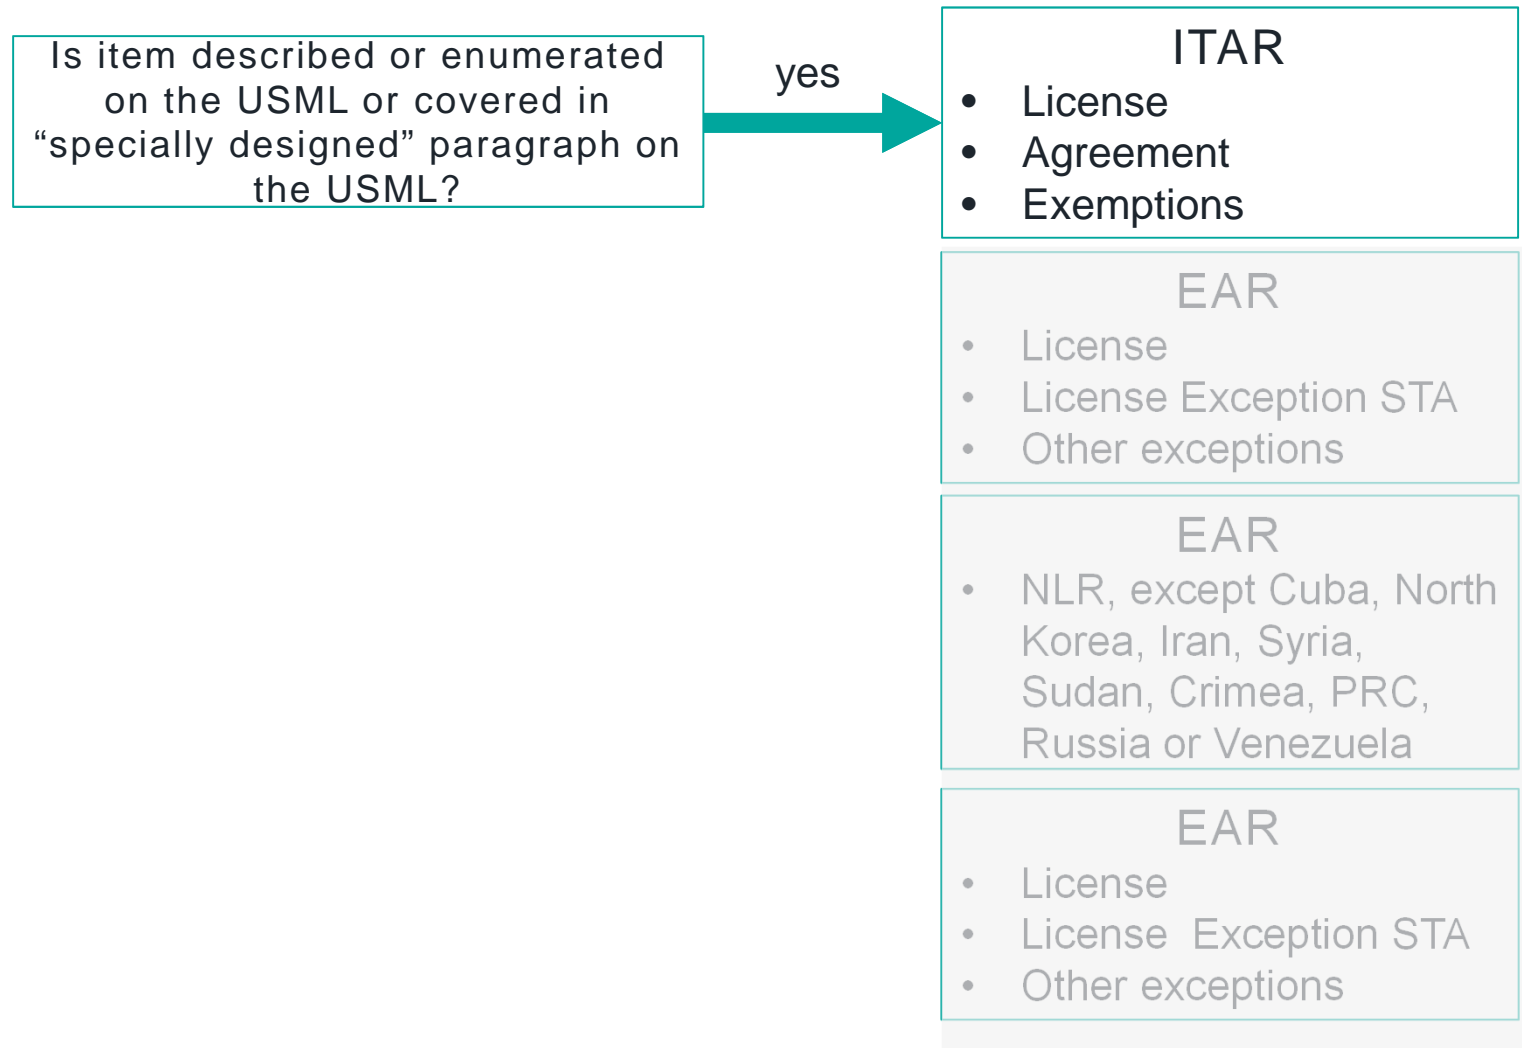 Is item described or enumerated
on the USML or covered in
“specially designed” paragraph on
the USML?
yes
ITAR
• License
• Agreement
• Exemptions
EAR
• License
• License Exception STA
• Other exceptions
EAR
• NLR, except Cuba, North
Korea, Iran, Syria,
Sudan, Crimea, PRC,
Russia or Venezuela
EAR
• License
• License Exception STA
• Other exceptions